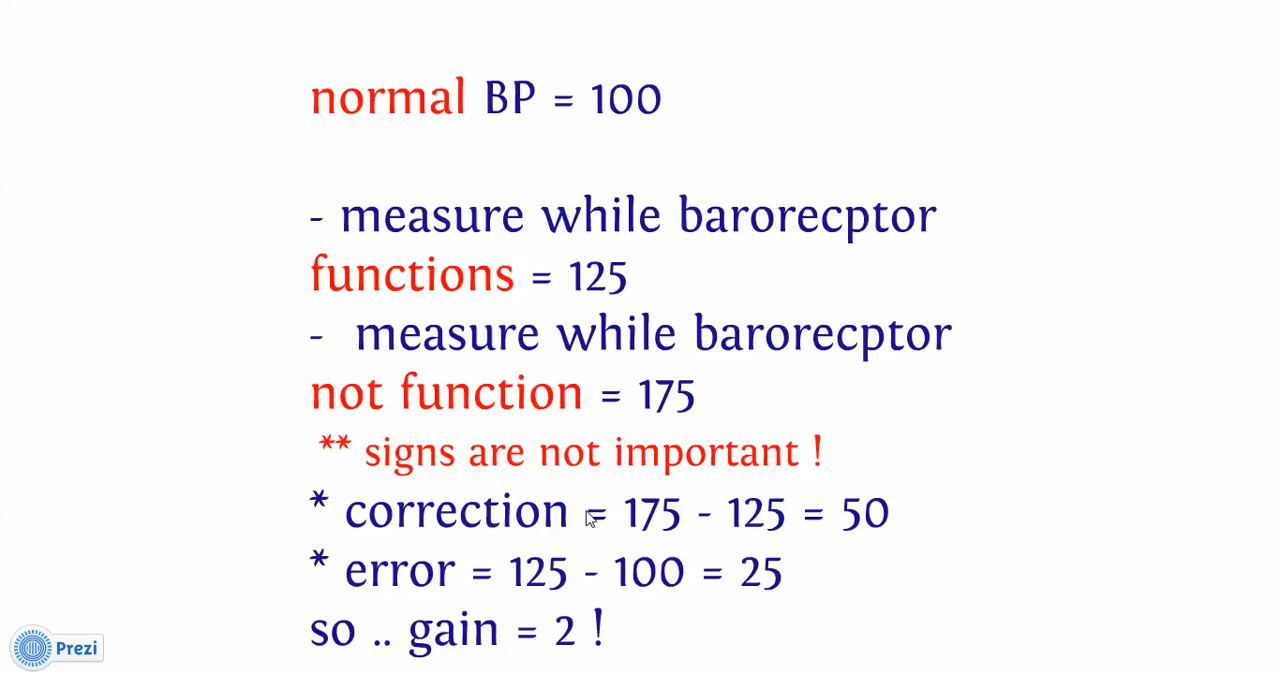 normal BP = 100
- measure while barorecptor
functions = 125
- measure while barorecptor
not function = 175
** signs are not important !
* correction = 175 - 125 = 50
* error = 125 - 100 = 25
so .. gain = 2 !
Prezi